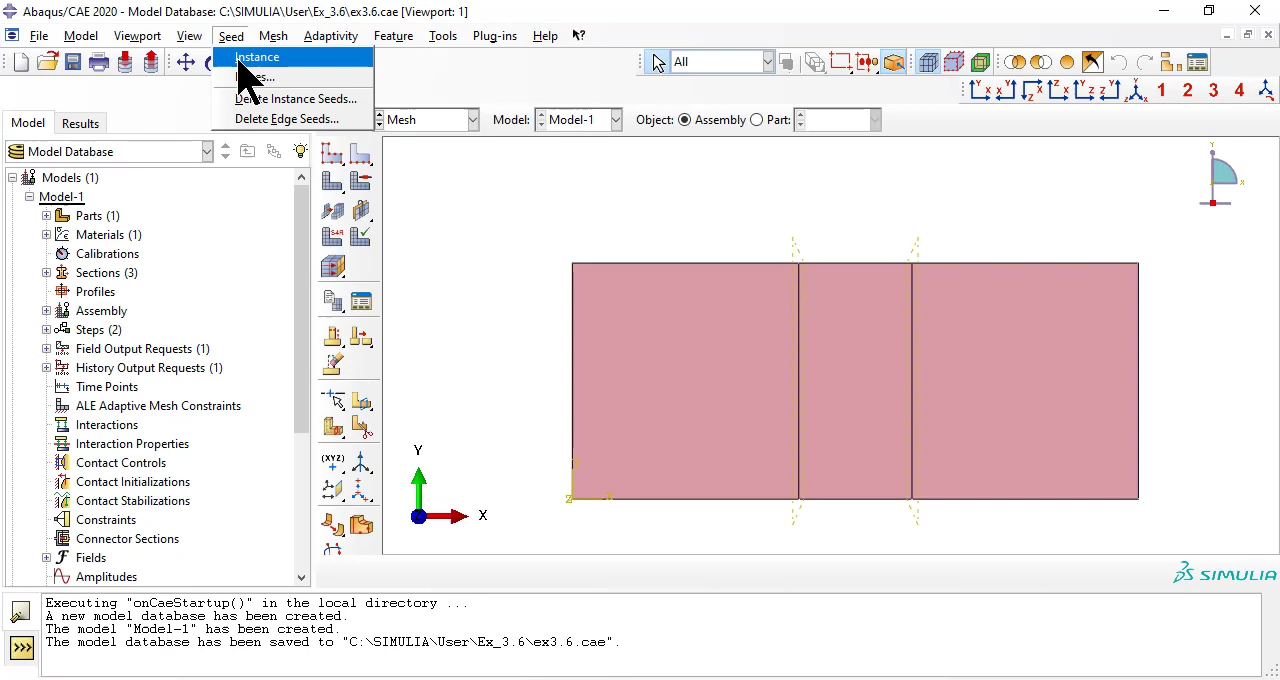 Abaqus/CAE 2020 - Model Database: C:\SIMULIA\User\Ex_3.6\ex3.6.cae [Viewport: 1]
File Model Viewport View Seed Mesh Adaptivity Feature Tools Plug-ins Help
Instance
Delete Instance Seeds...
Delete Edge Seeds...
All
1 2 3 4
Model Results
Mesh Model: Model-1 Object: Assembly Part:
Model Database
Models (1)
Model-1
Parts (1)
Materials (1)
Calibrations
Sections (3)
Profiles
Assembly
Steps (2)
Field Output Requests (1)
History Output Requests (1)
Time Points
ALE Adaptive Mesh Constraints
Interactions
Interaction Properties
Contact Controls
Contact Initializations
Contact Stabilizations
Constraints
Connector Sections
Fields
Amplitudes
Y
X
Y
X
Z
SIMULIA
Executing "onCaeStartup()" in the local directory ...
A new model database has been created.
The model "Model-1" has been created.
The model database has been saved to "C:\SIMULIA\User\Ex_3.6\ex3.6.cae".